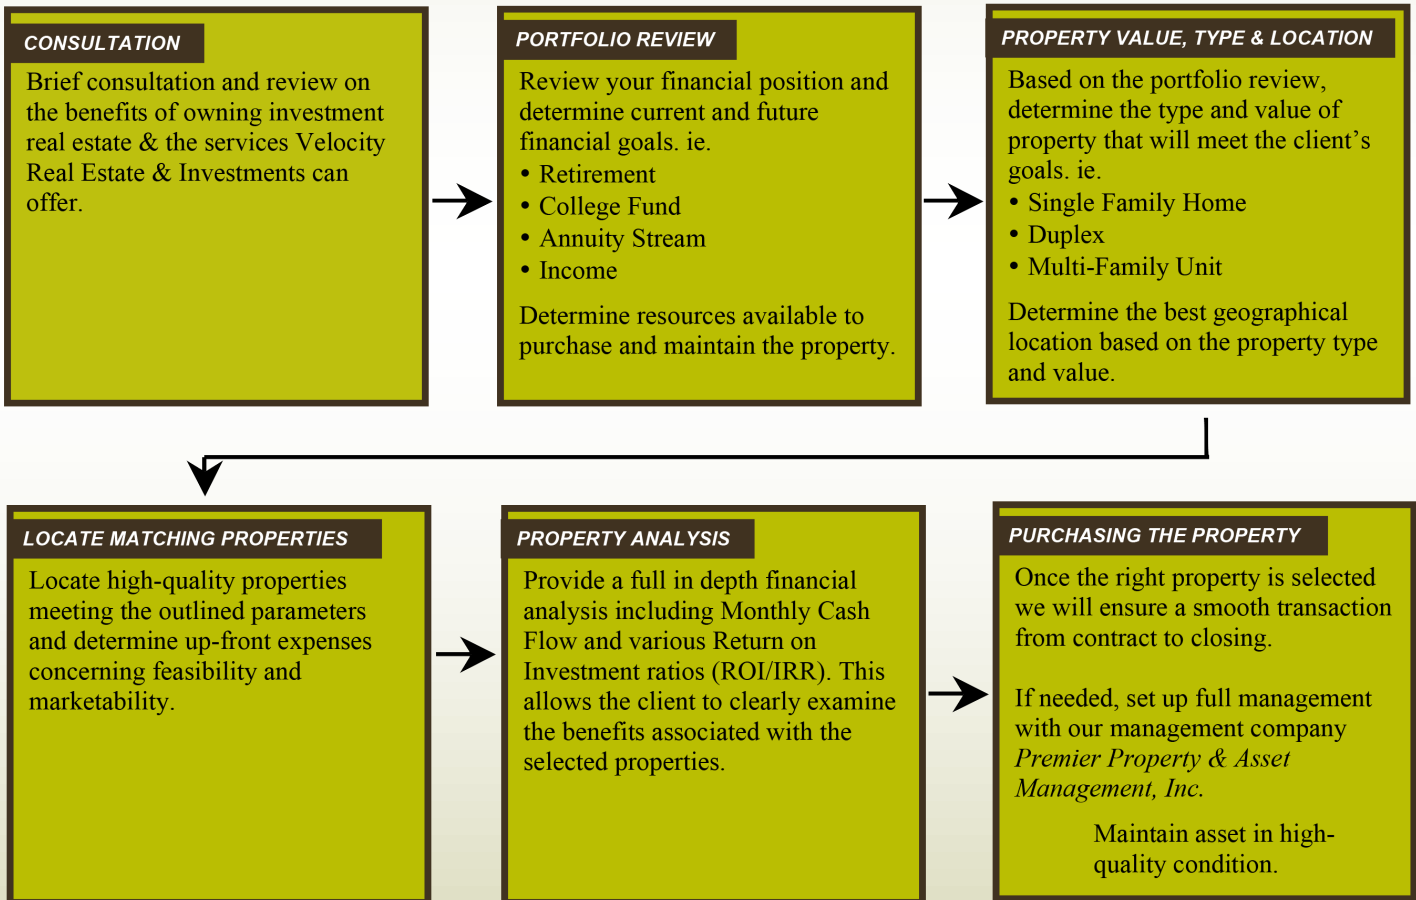 CONSULTATION
Brief consultation and review on
the benefits of owning investment
real estate & the services Velocity
Real Estate & Investments can
offer.
PORTFOLIO REVIEW
Review your financial position and
determine current and future
financial goals. ie.
• Retirement
• College Fund
• Annuity Stream
• Income
Determine resources available to
purchase and maintain the property.
PROPERTY VALUE, TYPE & LOCATION
Based on the portfolio review,
determine the type and value of
property that will meet the client’s
goals. ie.
• Single Family Home
• Duplex
• Multi-Family Unit
Determine the best geographical
location based on the property type
and value.
LOCATE MATCHING PROPERTIES
Locate high-quality properties
meeting the outlined parameters
and determine up-front expenses
concerning feasibility and
marketability.
PROPERTY ANALYSIS
Provide a full in depth financial
analysis including Monthly Cash
Flow and various Return on
Investment ratios (ROI/IRR). This
allows the client to clearly examine
the benefits associated with the
selected properties.
PURCHASING THE PROPERTY
Once the right property is selected
we will ensure a smooth transaction
from contract to closing.
If needed, set up full management
with our management company
Premier Property & Asset
Management, Inc.
Maintain asset in high-
quality condition.